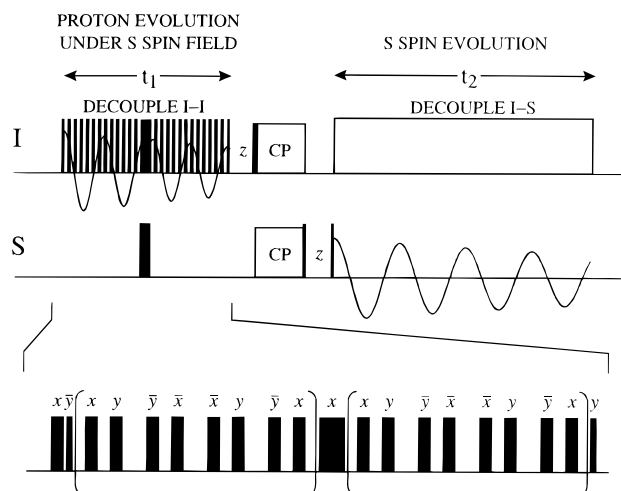 PROTON EVOLUTION
UNDER S SPIN FIELD
S SPIN EVOLUTION
t₁
t₂
DECOUPLE I–I
DECOUPLE I–S
I
z
CP
S
CP
z
x ȳ x y ȳ x̄ x̄ y ȳ x x x y ȳ x̄ x̄ y ȳ x y